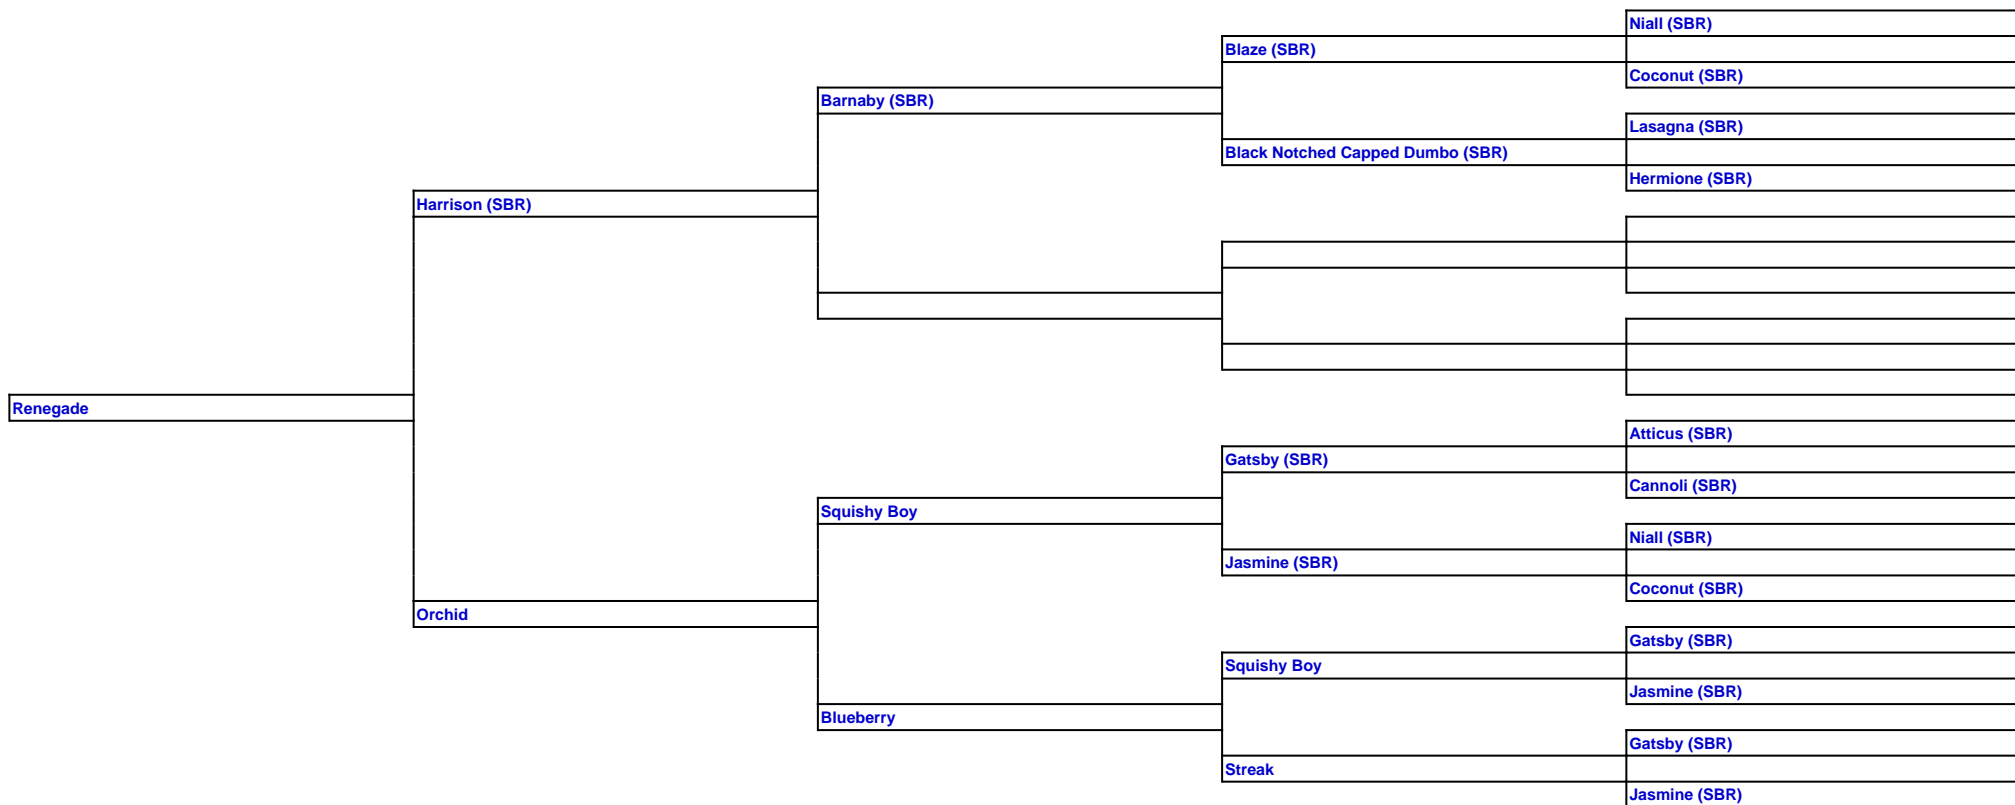 Niall (SBR)
Blaze (SBR)
Coconut (SBR)
Barnaby (SBR)
Lasagna (SBR)
Black Notched Capped Dumbo (SBR)
Hermione (SBR)
Harrison (SBR)
Renegade
Atticus (SBR)
Gatsby (SBR)
Cannoli (SBR)
Squishy Boy
Niall (SBR)
Jasmine (SBR)
Coconut (SBR)
Orchid
Gatsby (SBR)
Squishy Boy
Jasmine (SBR)
Blueberry
Gatsby (SBR)
Streak
Jasmine (SBR)